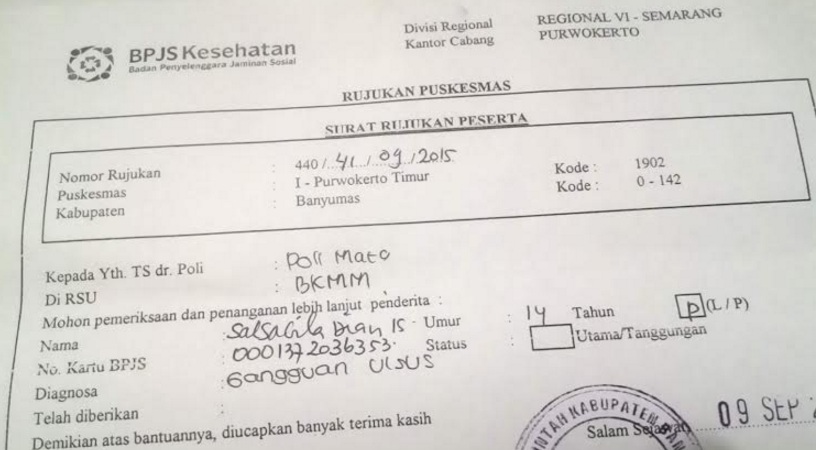 BPJS Kesehatan
Badan Penyelenggara Jaminan Sosial
Divisi Regional REGIONAL VI - SEMARANG
Kantor Cabang PURWOKERTO
RUJUKAN PUSKESMAS
SURAT RUJUKAN PESERTA
Nomor Rujukan : 440 / 41 / 09 / 2015
Puskesmas : I - Purwokerto Timur Kode : 1902
Kabupaten : Banyumas Kode : 0 - 142
Kepada Yth. TS dr. Poli : Poli Mata
Di RSU : BKMM
Mohon pemeriksaan dan penanganan lebih lanjut penderita :
Nama : Salsabila Dian IS Umur : 14 Tahun P (L / P)
No. Kartu BPJS : 0001372036353 Status : Utama/Tanggungan
Diagnosa : Gangguan Visus
Telah diberikan :
Demikian atas bantuannya, diucapkan banyak terima kasih
Salam Sejawat, 09 SEP